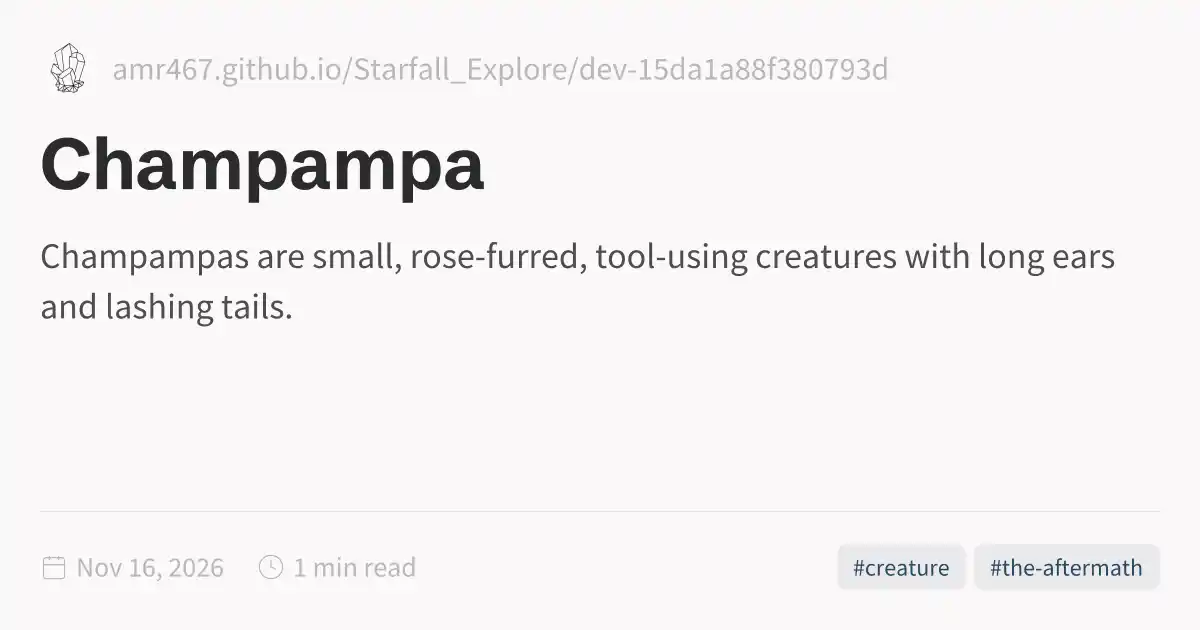 amr467.github.io/Starfall_Explore/dev-15da1a88f380793d
Champampa
Champampas are small, rose-furred, tool-using creatures with long ears
and lashing tails.
Nov 16, 2026
1 min read
#creature
#the-aftermath